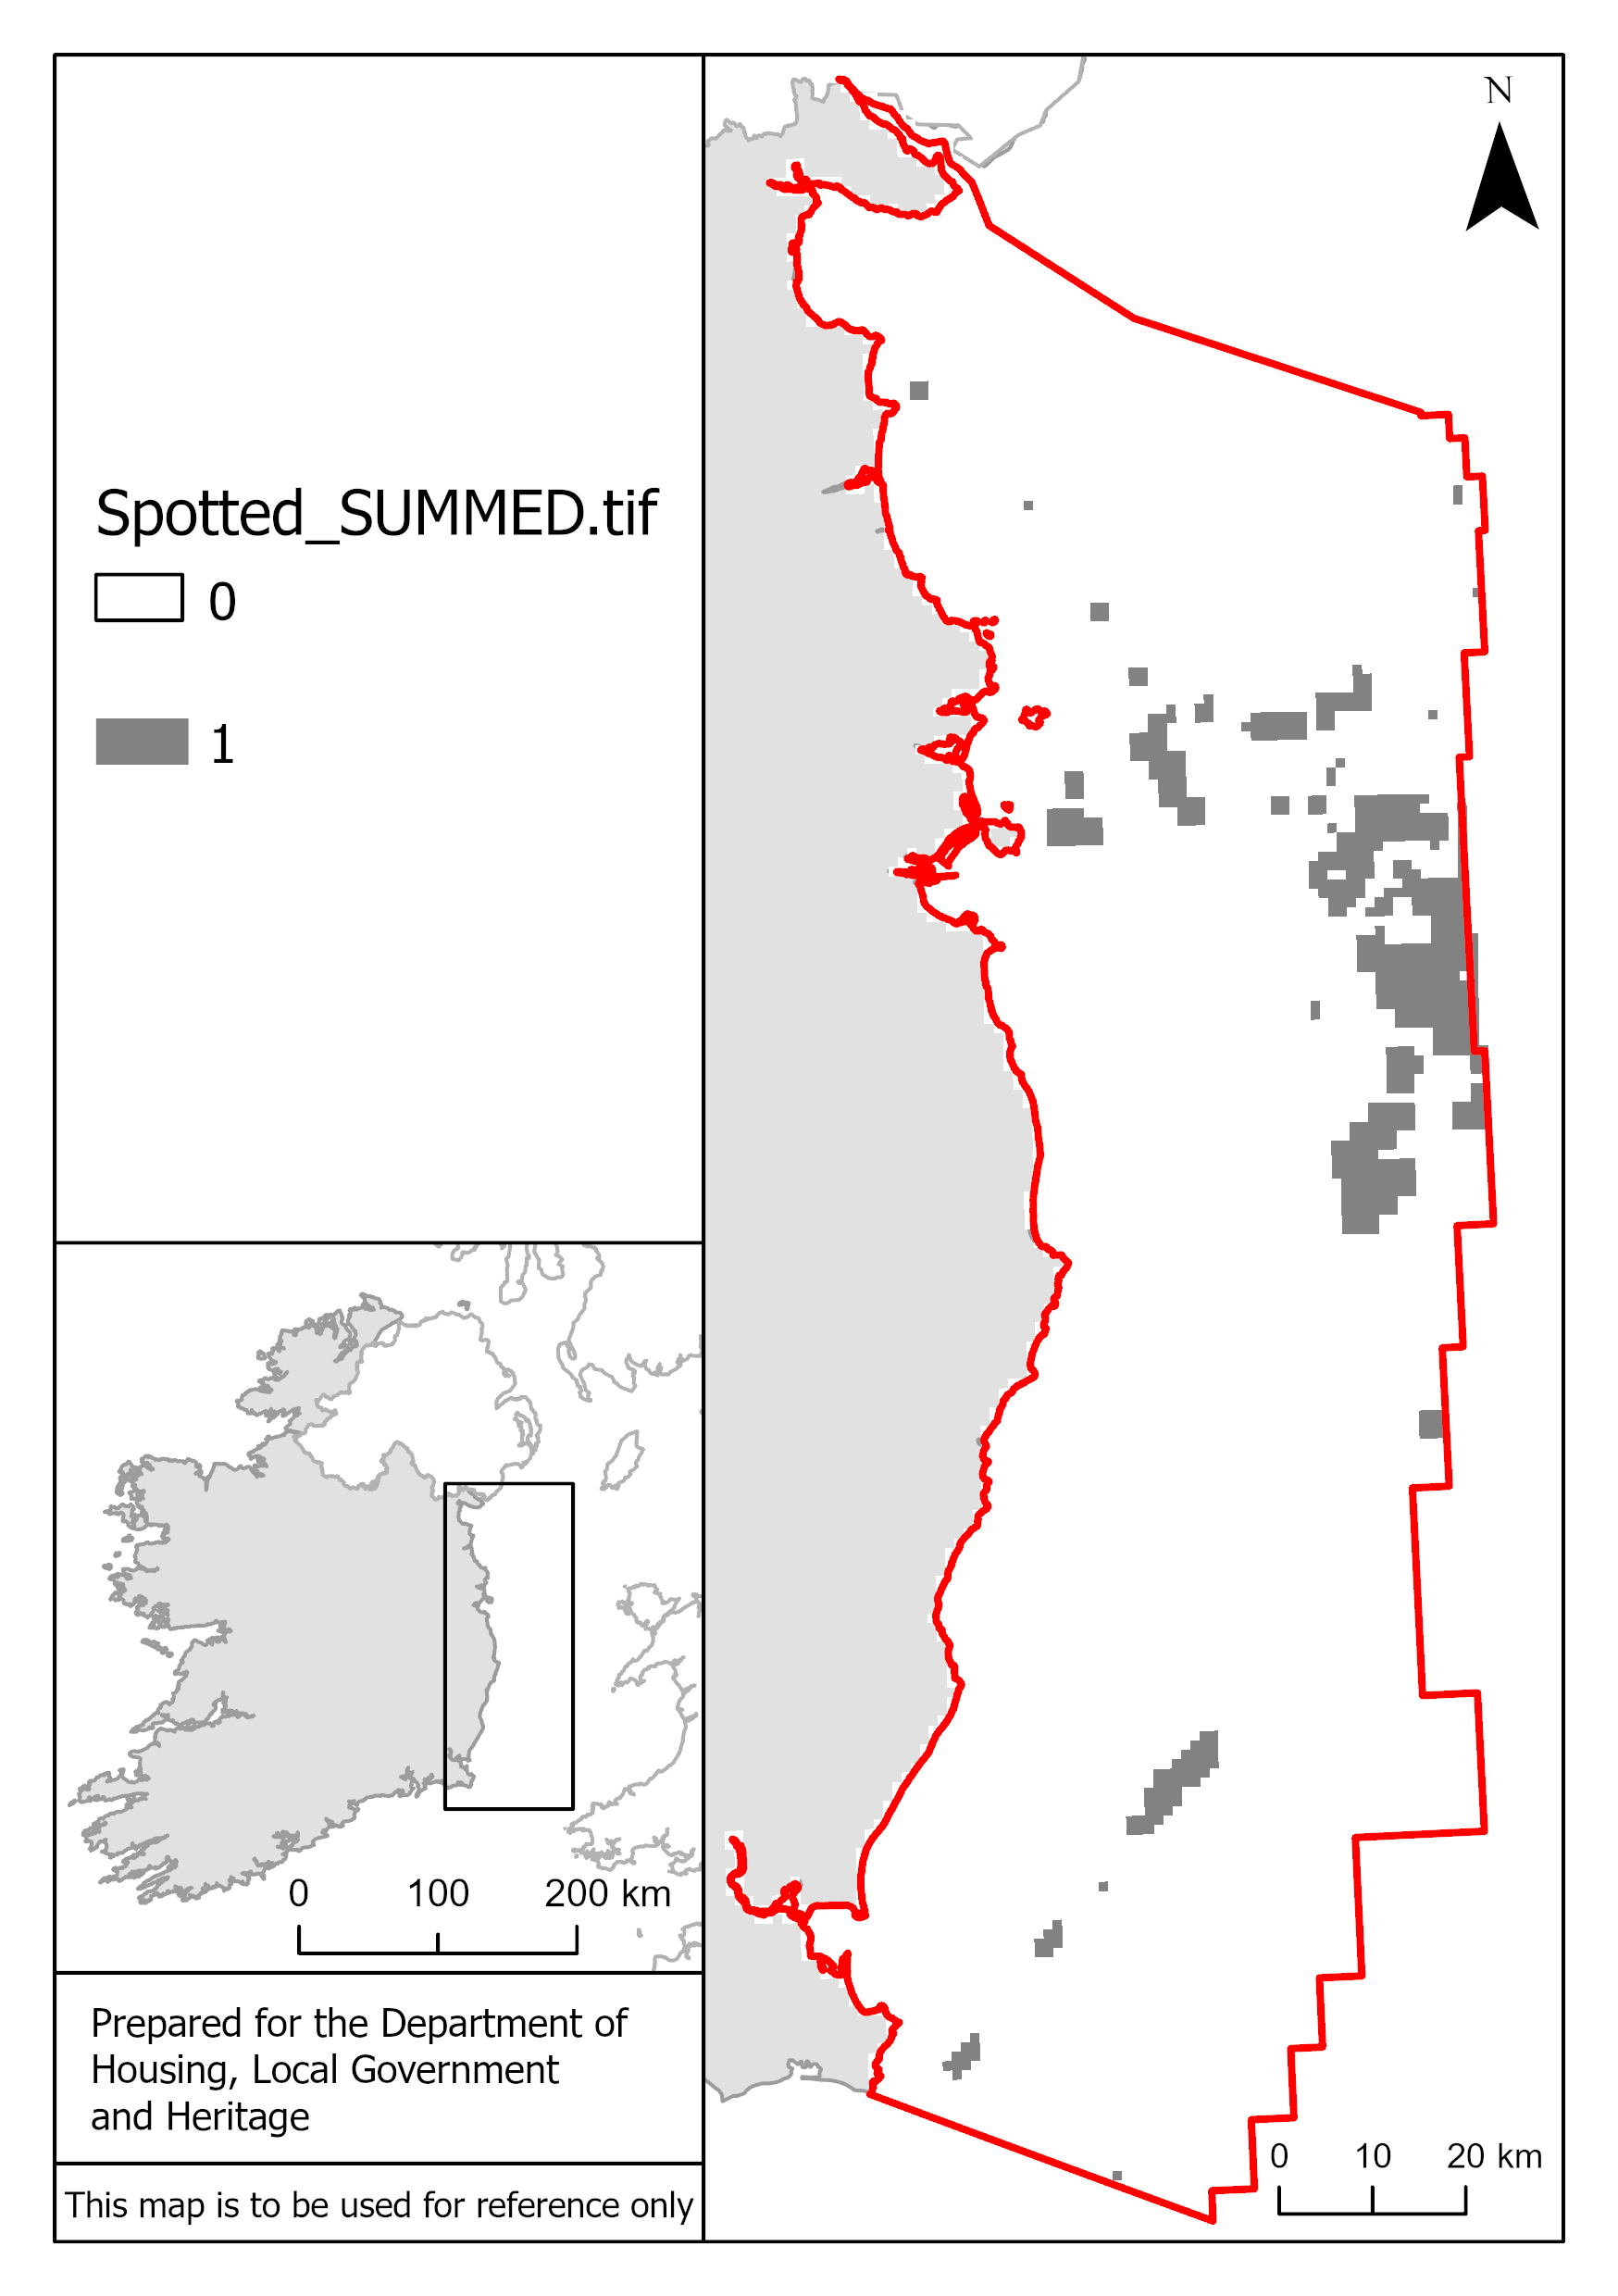 N
Spotted_SUMMED.tif
0
1
0 100 200 km
Prepared for the Department of
Housing, Local Government
and Heritage
This map is to be used for reference only
0 10 20 km